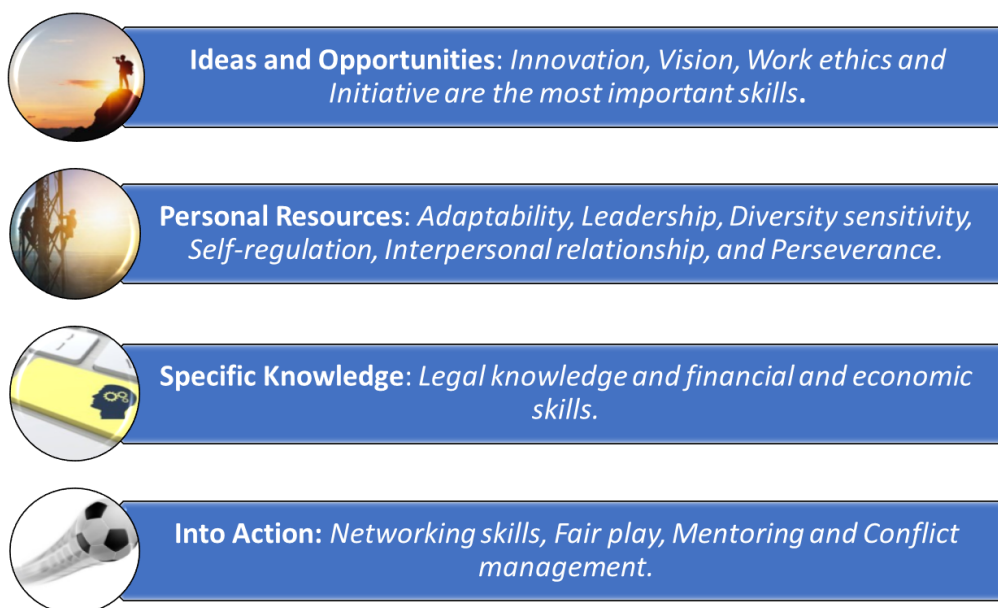 Ideas and Opportunities: Innovation, Vision, Work ethics and
Initiative are the most important skills.
Personal Resources: Adaptability, Leadership, Diversity sensitivity,
Self-regulation, Interpersonal relationship, and Perseverance.
Specific Knowledge: Legal knowledge and financial and economic
skills.
Into Action: Networking skills, Fair play, Mentoring and Conflict
management.